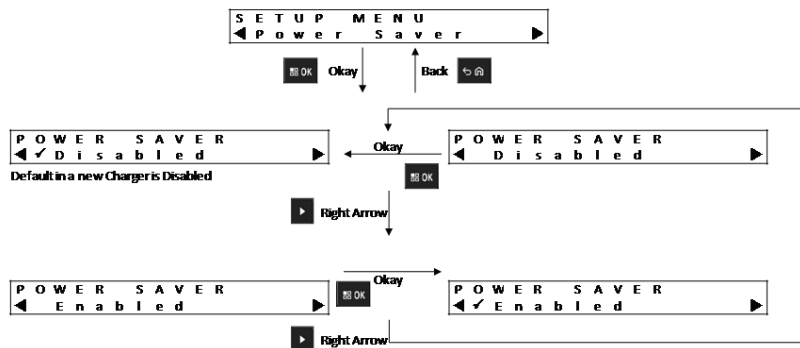 SETUP MENU
◀ Power Saver ▶
OK Okay Back
POWER SAVER
◀ ✓ Disabled ▶
Okay
OK
POWER SAVER
◀ Disabled ▶
Default in a new Charger is Disabled
Right Arrow
POWER SAVER
◀ Enabled ▶
Okay
OK
POWER SAVER
◀ ✓ Enabled ▶
Right Arrow